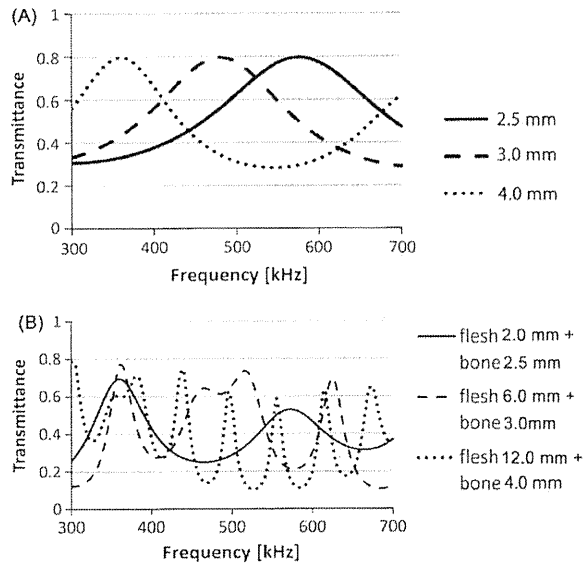 (A)
1
0.8
0.6
0.4
0.2
0
Transmittance
300
400
500
600
700
Frequency [kHz]
2.5 mm
3.0 mm
4.0 mm
(B)
1
0.8
0.6
0.4
0.2
0
Transmittance
300
400
500
600
700
Frequency [kHz]
flesh 2.0 mm +
bone 2.5 mm
flesh 6.0 mm +
bone 3.0mm
flesh 12.0 mm +
bone 4.0 mm